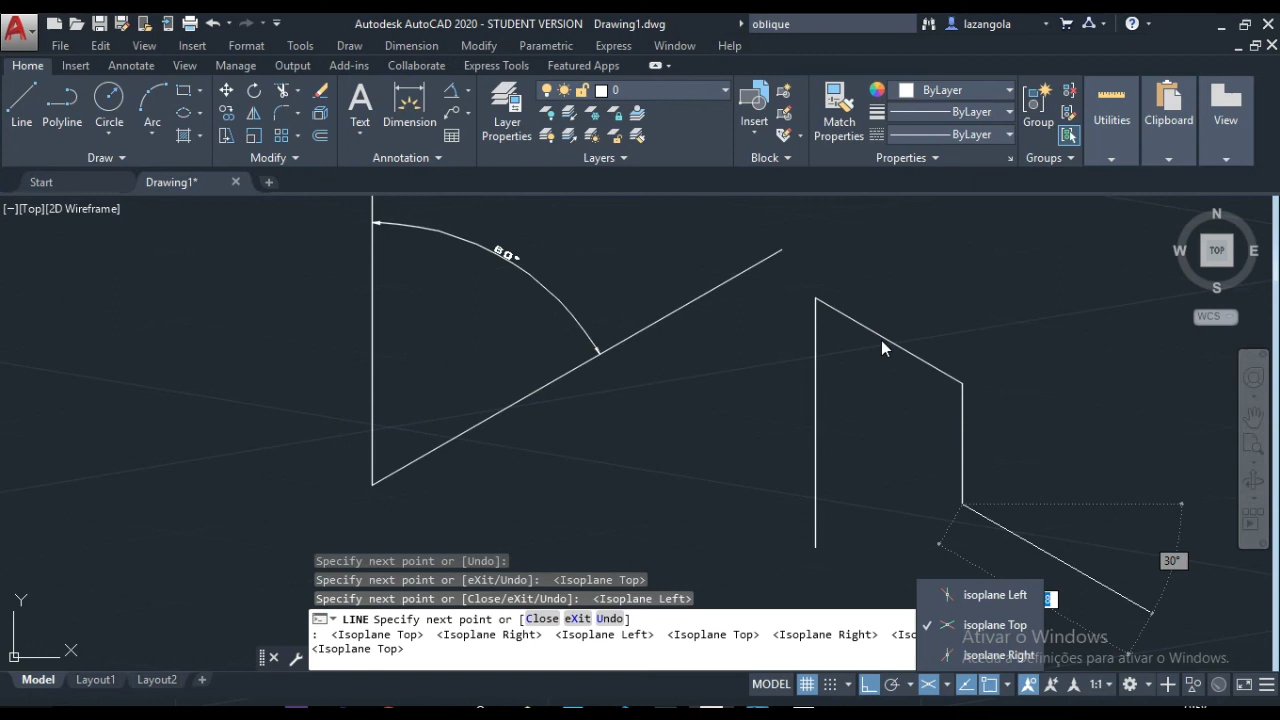 Autodesk AutoCAD 2020 - STUDENT VERSION Drawing1.dwg oblique lazangola
File Edit View Insert Format Tools Draw Dimension Modify Parametric Express Window Help
Home Insert Annotate View Manage Output Add-ins Collaborate Express Tools Featured Apps
0 ByLayer
ByLayer
ByLayer
Line Polyline Circle Arc Text Dimension Layer Properties Insert Match Properties Group Utilities Clipboard View
Draw Modify Annotation Layers Block Properties Groups
Start Drawing1*
[−][Top][2D Wireframe]
N
W TOP E
S
WCS
60°
30°
Specify next point or [Undo]:
Specify next point or [eXit/Undo]: <Isoplane Top>
Specify next point or [Close/eXit/Undo]: <Isoplane Left>
LINE Specify next point or [Close eXit Undo]
: <Isoplane Top> <Isoplane Right> <Isoplane Left> <Isoplane Top> <Isoplane Right>
<Isoplane Top>
isoplane Left
isoplane Top
Isoplane Right
Ativar o Windows
Aceda a Definições para ativar o Windows.
Y
X
Model Layout1 Layout2
MODEL 1:1